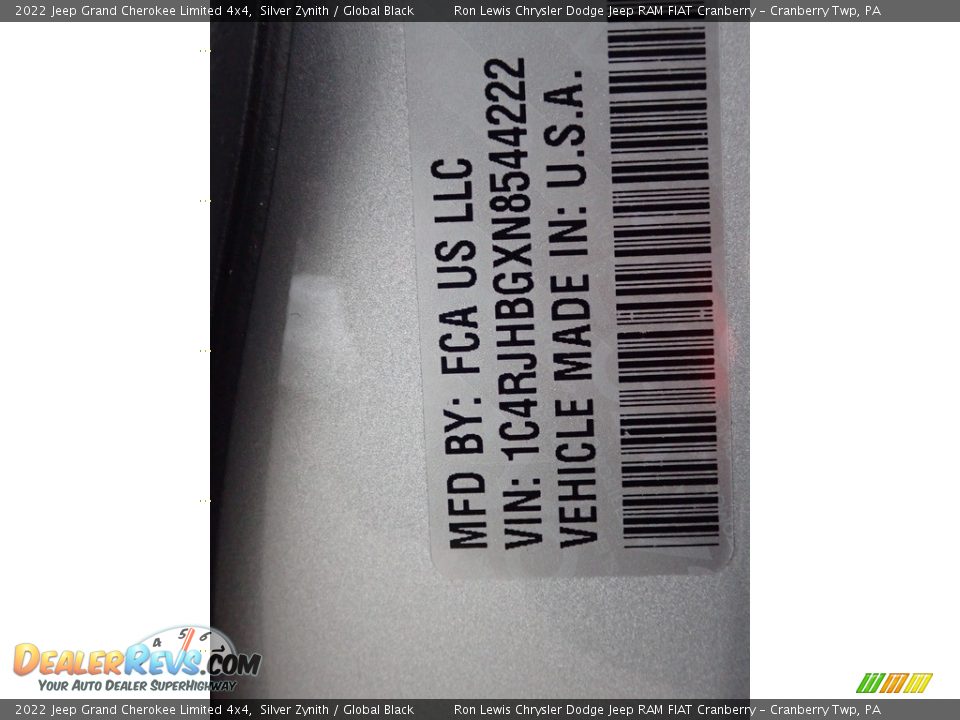 2022 Jeep Grand Cherokee Limited 4x4, Silver Zynith / Global Black Ron Lewis Chrysler Dodge Jeep RAM FIAT Cranberry – Cranberry Twp, PA
MFD BY: FCA US LLC
VIN: 1C4RJHBGXN8544222
VEHICLE MADE IN: U.S.A.
4 5 6
DEALERREVS.COM
YOUR AUTO DEALER SUPERHIGHWAY
2022 Jeep Grand Cherokee Limited 4x4, Silver Zynith / Global Black Ron Lewis Chrysler Dodge Jeep RAM FIAT Cranberry – Cranberry Twp, PA